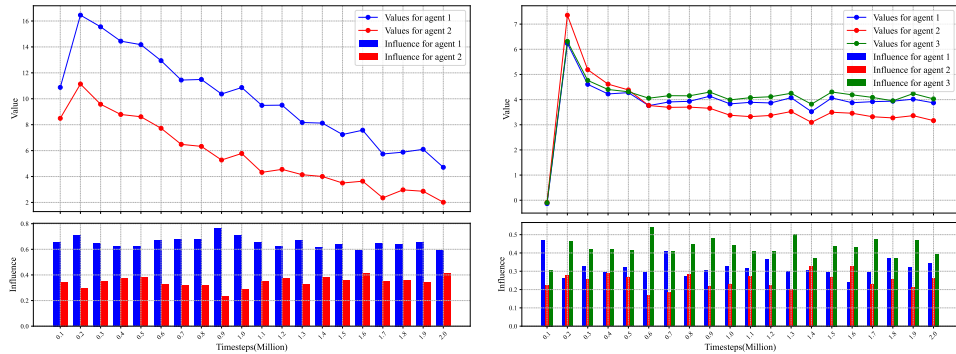 16
14
12
10
8
6
4
2
Value
Values for agent 1
Values for agent 2
Influence for agent 1
Influence for agent 2
0.8
0.6
0.4
0.2
0.0
Influence
0.1 0.2 0.3 0.4 0.5 0.6 0.7 0.8 0.9 1.0 1.1 1.2 1.3 1.4 1.5 1.6 1.7 1.8 1.9 2.0
Timesteps(Million)
7
6
5
4
3
2
1
0
Value
Values for agent 1
Values for agent 2
Values for agent 3
Influence for agent 1
Influence for agent 2
Influence for agent 3
0.5
0.4
0.3
0.2
0.1
0.0
Influence
0.1 0.2 0.3 0.4 0.5 0.6 0.7 0.8 0.9 1.0 1.1 1.2 1.3 1.4 1.5 1.6 1.7 1.8 1.9 2.0
Timesteps(Million)